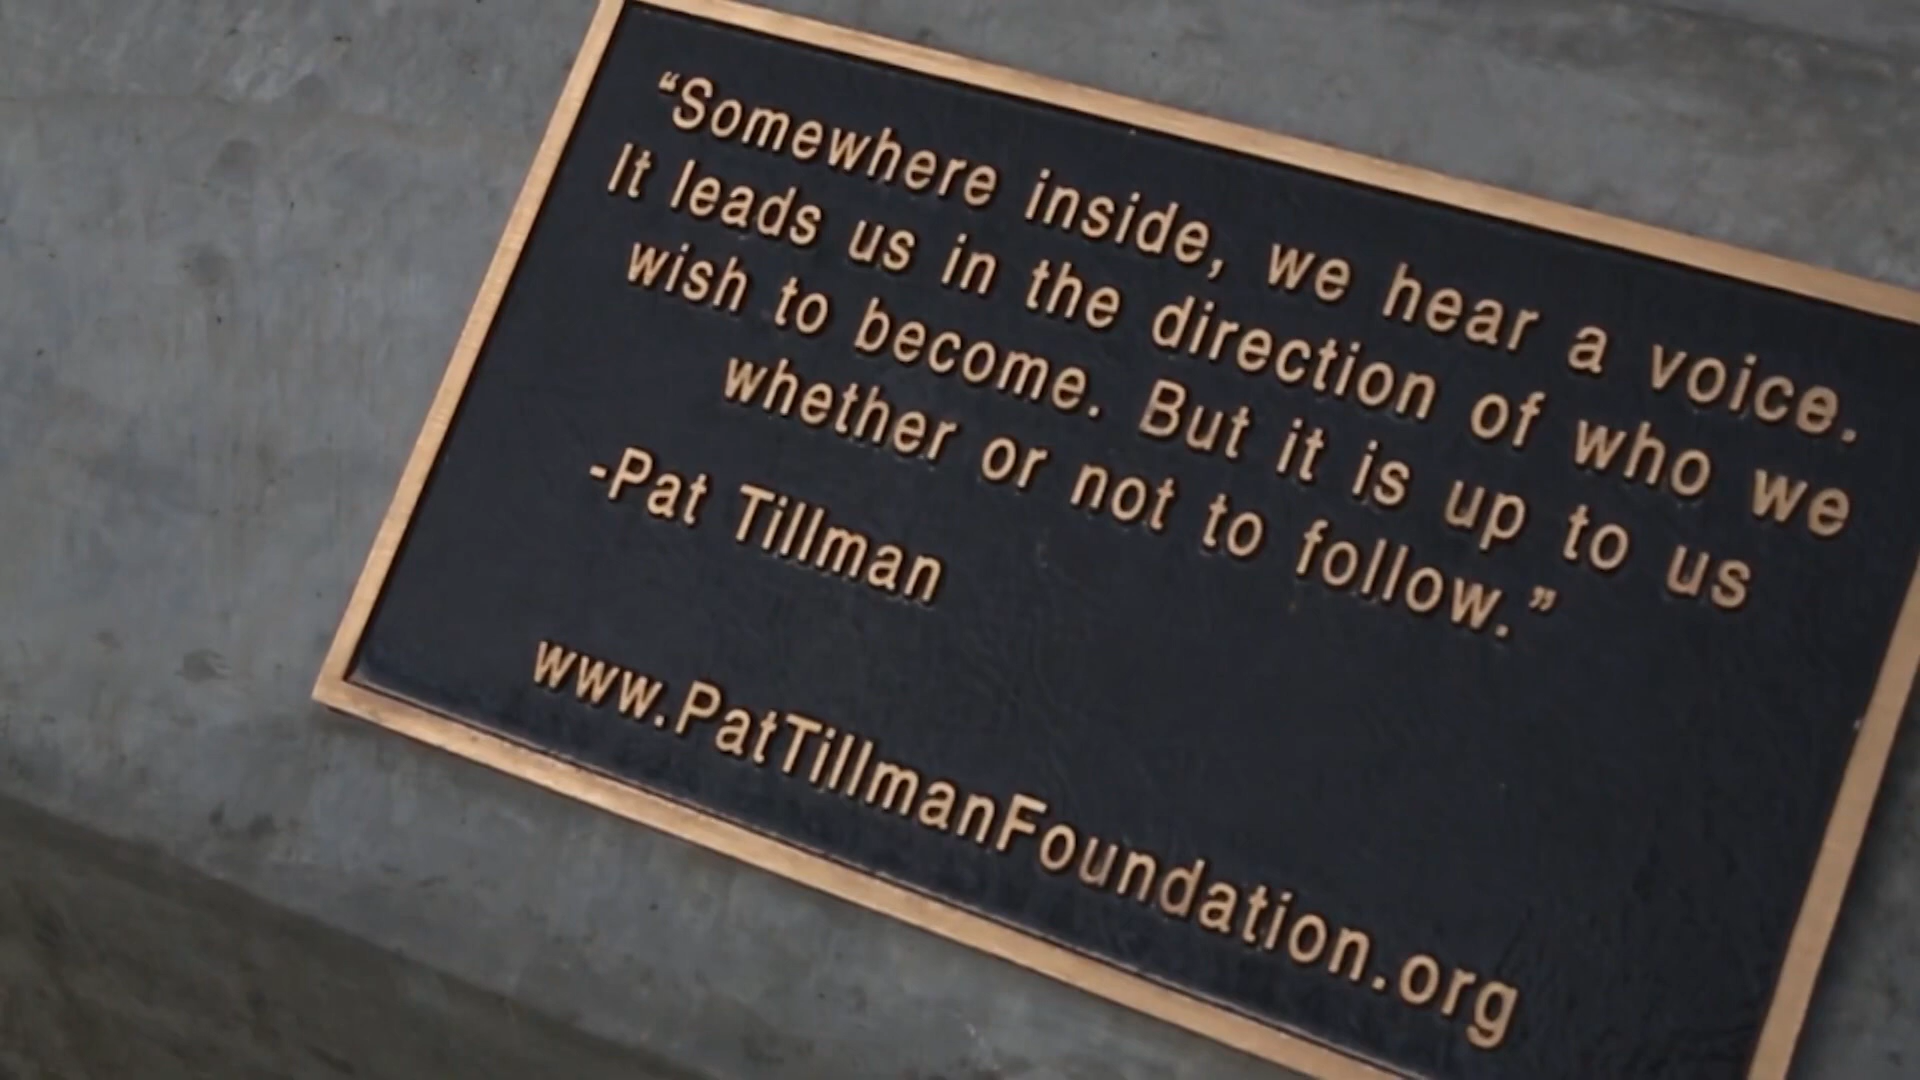 “Somewhere inside, we hear a voice.
It leads us in the direction of who we
wish to become. But it is up to us
whether or not to follow.”
-Pat Tillman
www.PatTillmanFoundation.org